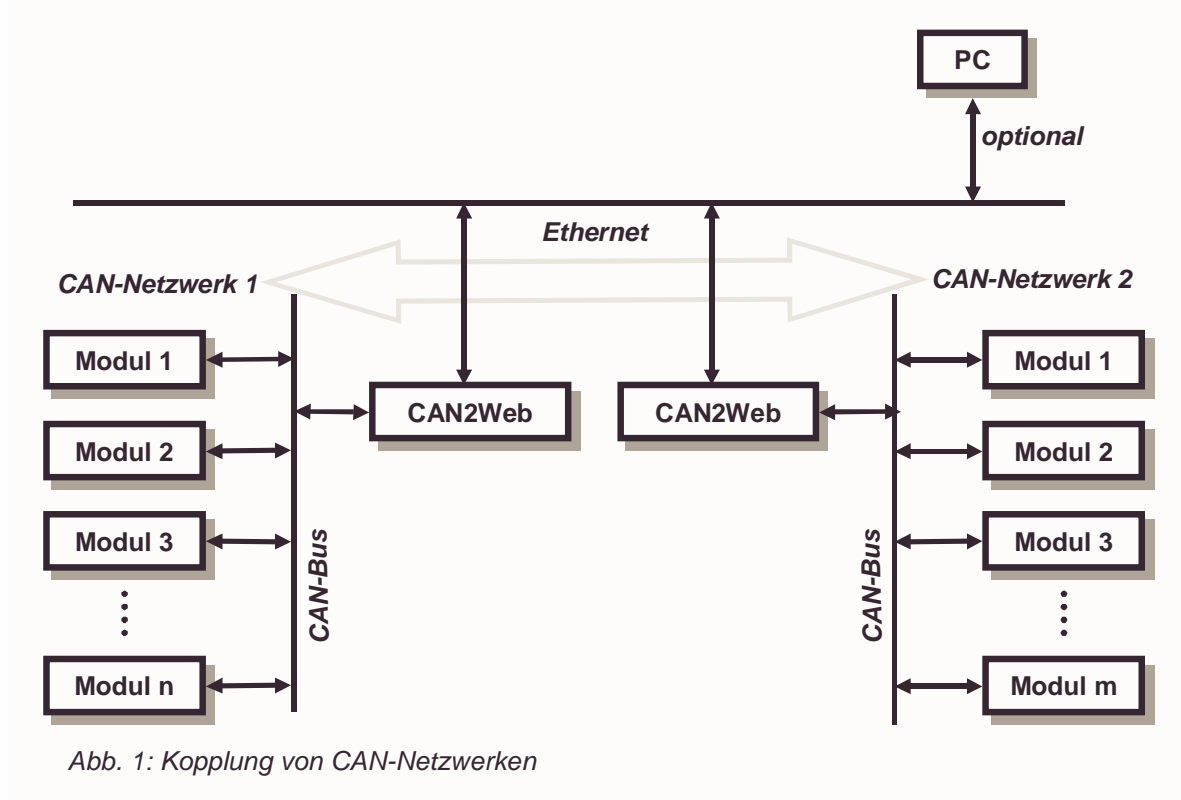 PC
optional
Ethernet
CAN-Netzwerk 1
CAN-Netzwerk 2
Modul 1
Modul 1
CAN2Web
CAN2Web
Modul 2
Modul 2
Modul 3
Modul 3
CAN-Bus
CAN-Bus
Modul n
Modul m
Abb. 1: Kopplung von CAN-Netzwerken